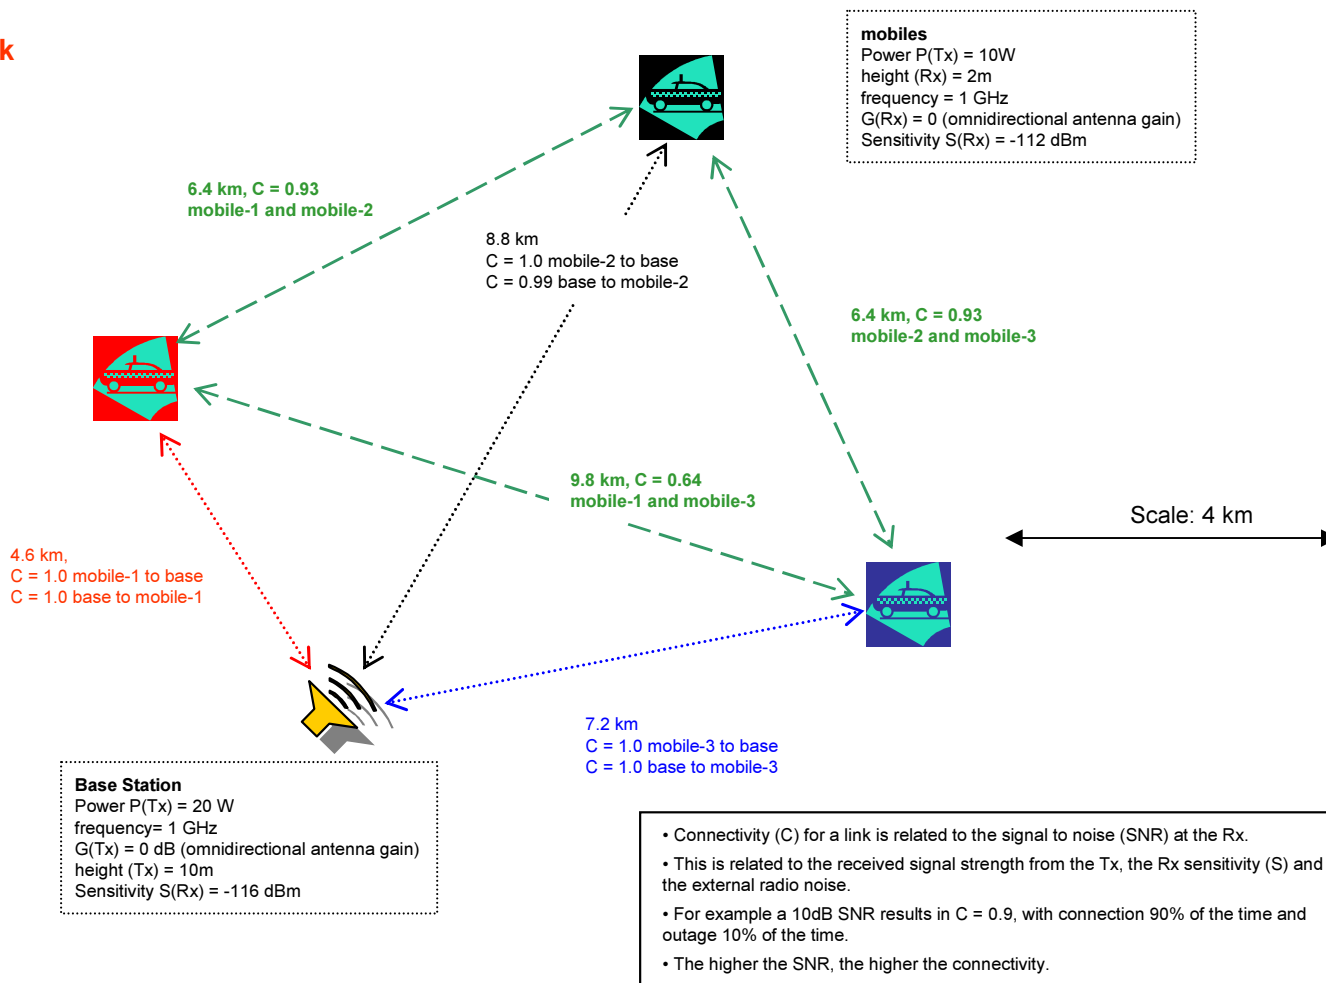 k
mobiles
Power P(Tx) = 10W
height (Rx) = 2m
frequency = 1 GHz
G(Rx) = 0 (omnidirectional antenna gain)
Sensitivity S(Rx) = -112 dBm
6.4 km, C = 0.93
mobile-1 and mobile-2
8.8 km
C = 1.0 mobile-2 to base
C = 0.99 base to mobile-2
6.4 km, C = 0.93
mobile-2 and mobile-3
9.8 km, C = 0.64
mobile-1 and mobile-3
Scale: 4 km
4.6 km,
C = 1.0 mobile-1 to base
C = 1.0 base to mobile-1
7.2 km
C = 1.0 mobile-3 to base
C = 1.0 base to mobile-3
Base Station
Power P(Tx) = 20 W
frequency= 1 GHz
G(Tx) = 0 dB (omnidirectional antenna gain)
height (Tx) = 10m
Sensitivity S(Rx) = -116 dBm
• Connectivity (C) for a link is related to the signal to noise (SNR) at the Rx.
• This is related to the received signal strength from the Tx, the Rx sensitivity (S) and
the external radio noise.
• For example a 10dB SNR results in C = 0.9, with connection 90% of the time and
outage 10% of the time.
• The higher the SNR, the higher the connectivity.